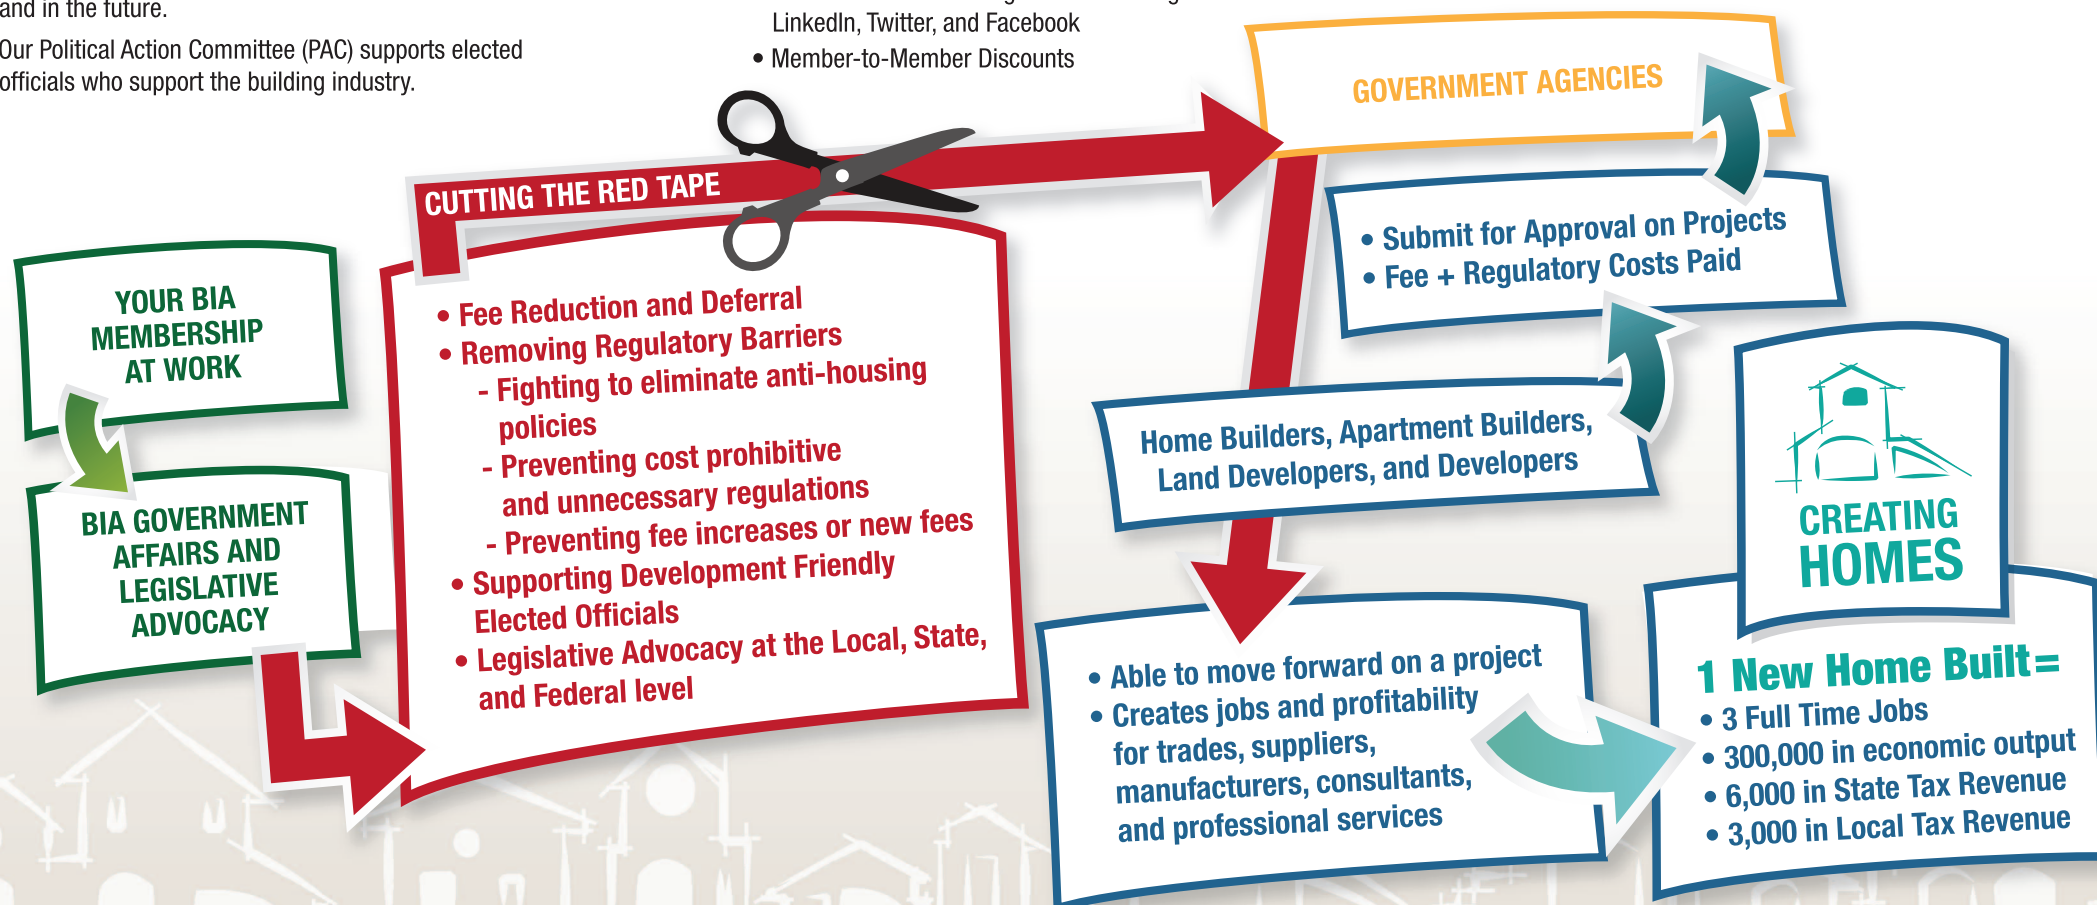 and in the future.
Our Political Action Committee (PAC) supports elected
officials who support the building industry.
LinkedIn, Twitter, and Facebook
• Member-to-Member Discounts
YOUR BIA
MEMBERSHIP
AT WORK
BIA GOVERNMENT
AFFAIRS AND
LEGISLATIVE
ADVOCACY
CUTTING THE RED TAPE
• Fee Reduction and Deferral
• Removing Regulatory Barriers
- Fighting to eliminate anti-housing
policies
- Preventing cost prohibitive
and unnecessary regulations
- Preventing fee increases or new fees
• Supporting Development Friendly
Elected Officials
• Legislative Advocacy at the Local, State,
and Federal level
GOVERNMENT AGENCIES
• Submit for Approval on Projects
• Fee + Regulatory Costs Paid
Home Builders, Apartment Builders,
Land Developers, and Developers
• Able to move forward on a project
• Creates jobs and profitability
for trades, suppliers,
manufacturers, consultants,
and professional services
CREATING
HOMES
1 New Home Built=
• 3 Full Time Jobs
• 300,000 in economic output
• 6,000 in State Tax Revenue
• 3,000 in Local Tax Revenue